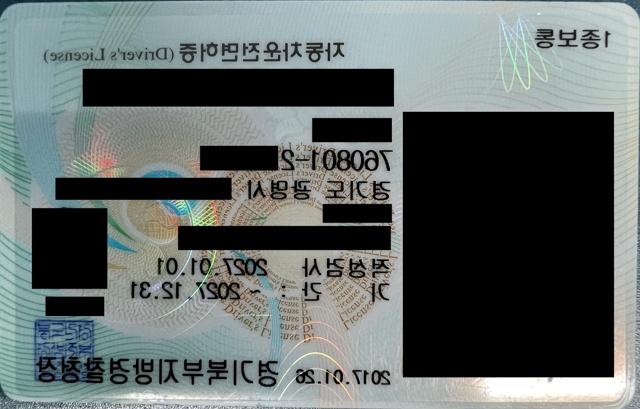 1종보통
자동차운전면허증 (Driver's License)
760801-2
경기도 광명시
적성검사 2027.01.01
기 간 : ~ 2027.12.31
2017.01.26 경기북부지방경찰청장